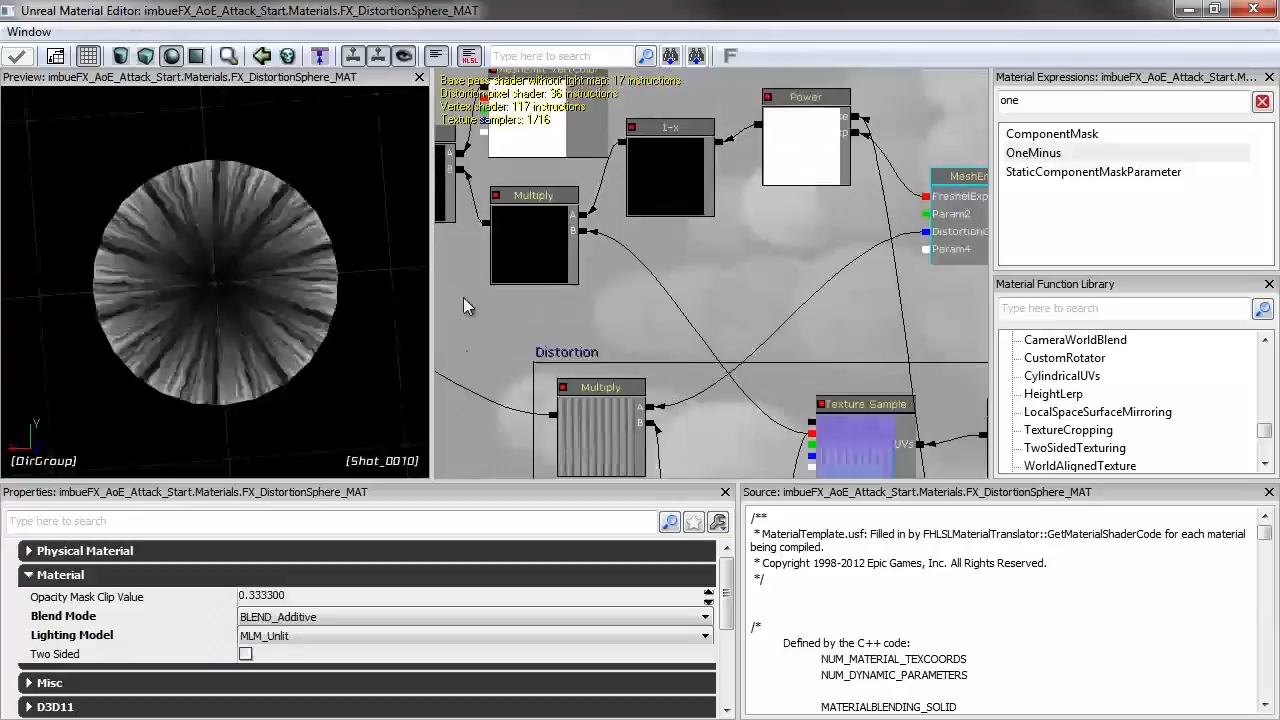 Unreal Material Editor: imbueFX_AoE_Attack_Start.Materials.FX_DistortionSphere_MAT
Window
Type here to search
Preview: imbueFX_AoE_Attack_Start.Materials.FX_DistortionSphere_MAT
[DirGroup]
[Shot_0010]
Base pass shader without light map: 17 instructions
Distortion pixel shader: 36 instructions
Vertex shader: 117 instructions
Texture samplers: 1/16
Multiply
A
B
1-x
Power
MeshEm
FresnelExp
Param2
Distortion
Param4
Distortion
Multiply
A
B
Texture Sample
UVs
Material Expressions: imbueFX_AoE_Attack_Start.M...
one
ComponentMask
OneMinus
StaticComponentMaskParameter
Material Function Library
Type here to search
CameraWorldBlend
CustomRotator
CylindricalUVs
HeightLerp
LocalSpaceSurfaceMirroring
TextureCropping
TwoSidedTexturing
WorldAlignedTexture
Properties: imbueFX_AoE_Attack_Start.Materials.FX_DistortionSphere_MAT
Type here to search
Physical Material
Material
Opacity Mask Clip Value
0.333300
Blend Mode
BLEND_Additive
Lighting Model
MLM_Unlit
Two Sided
Misc
D3D11
Source: imbueFX_AoE_Attack_Start.Materials.FX_DistortionSphere_MAT
/**
* MaterialTemplate.usf: Filled in by FHLSLMaterialTranslator::GetMaterialShaderCode for each material
being compiled.
* Copyright 1998-2012 Epic Games, Inc. All Rights Reserved.
*/
/*
Defined by the C++ code:
NUM_MATERIAL_TEXCOORDS
NUM_DYNAMIC_PARAMETERS
MATERIALBLENDING_SOLID